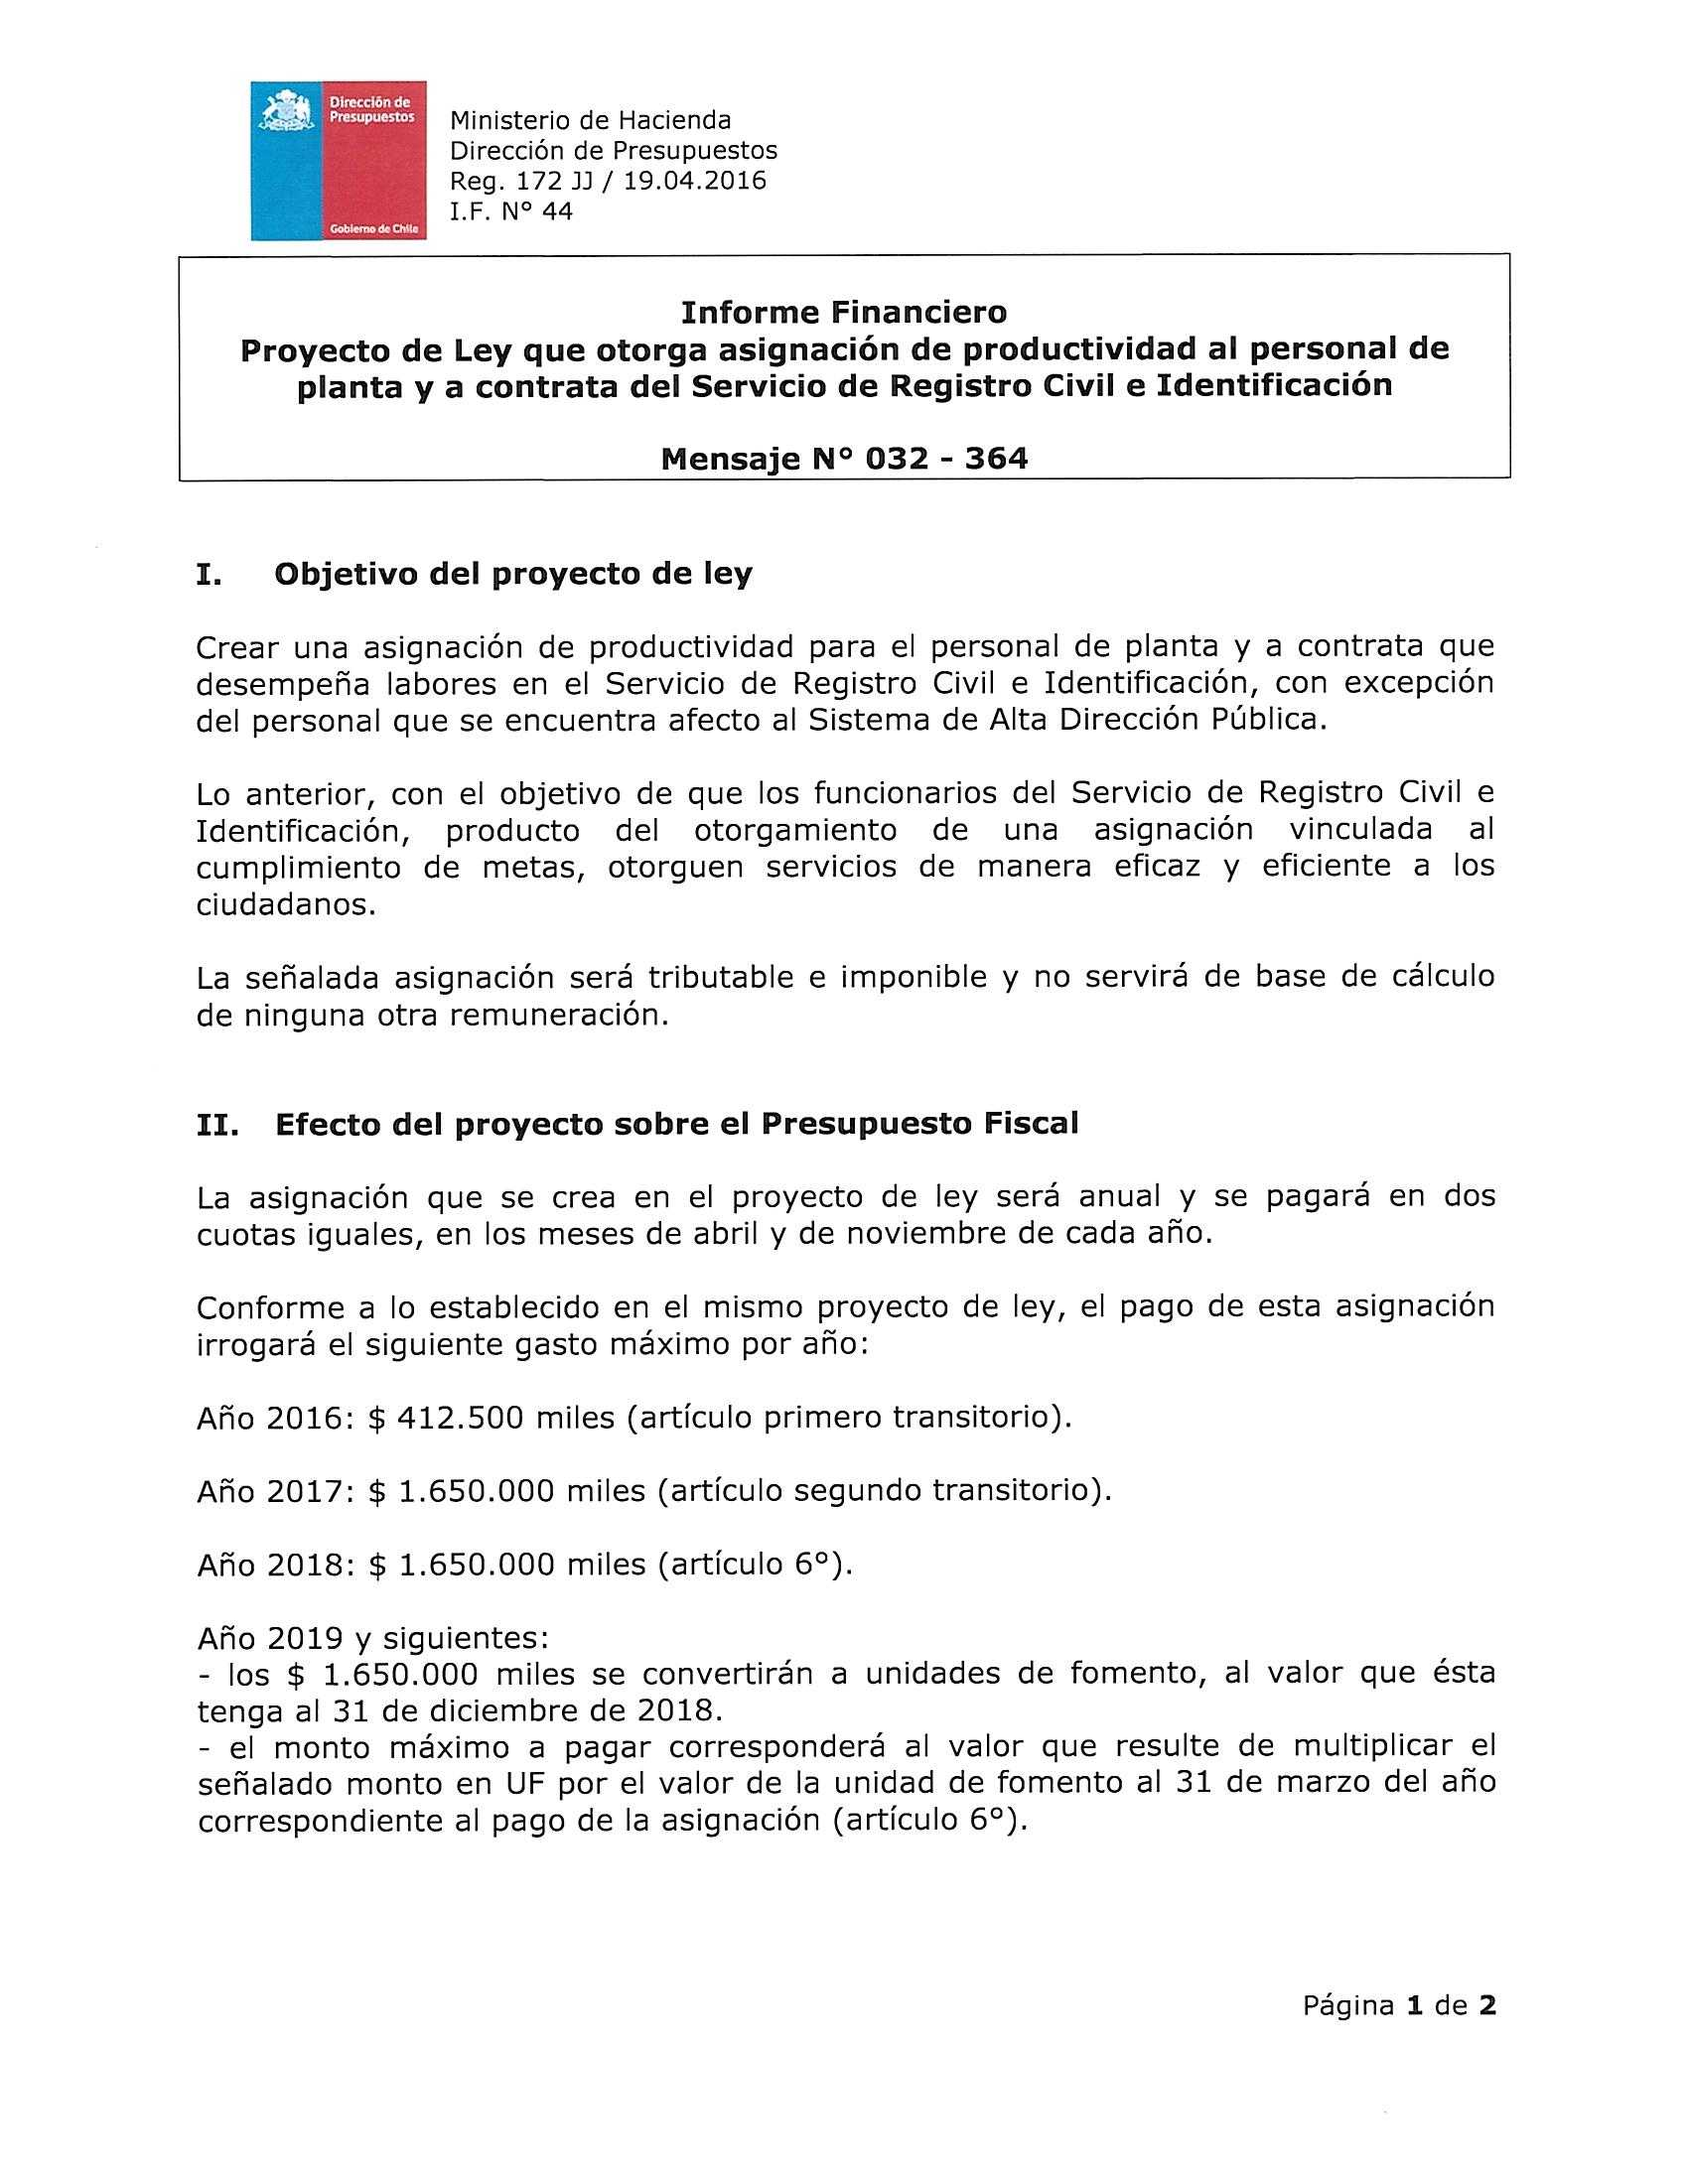 Dirección de
Presupuestos
Gobierno de Chile
Ministerio de Hacienda
Dirección de Presupuestos
Reg. 172 JJ / 19.04.2016
I.F. N° 44
Informe Financiero
Proyecto de Ley que otorga asignación de productividad al personal de
planta y a contrata del Servicio de Registro Civil e Identificación
Mensaje N° 032 - 364
I. Objetivo del proyecto de ley
Crear una asignación de productividad para el personal de planta y a contrata que
desempeña labores en el Servicio de Registro Civil e Identificación, con excepción
del personal que se encuentra afecto al Sistema de Alta Dirección Pública.
Lo anterior, con el objetivo de que los funcionarios del Servicio de Registro Civil e
Identificación, producto del otorgamiento de una asignación vinculada al
cumplimiento de metas, otorguen servicios de manera eficaz y eficiente a los
ciudadanos.
La señalada asignación será tributable e imponible y no servirá de base de cálculo
de ninguna otra remuneración.
II. Efecto del proyecto sobre el Presupuesto Fiscal
La asignación que se crea en el proyecto de ley será anual y se pagará en dos
cuotas iguales, en los meses de abril y de noviembre de cada año.
Conforme a lo establecido en el mismo proyecto de ley, el pago de esta asignación
irrogará el siguiente gasto máximo por año:
Año 2016: $ 412.500 miles (artículo primero transitorio).
Año 2017: $ 1.650.000 miles (artículo segundo transitorio).
Año 2018: $ 1.650.000 miles (artículo 6°).
Año 2019 y siguientes:
- los $ 1.650.000 miles se convertirán a unidades de fomento, al valor que ésta
tenga al 31 de diciembre de 2018.
- el monto máximo a pagar corresponderá al valor que resulte de multiplicar el
señalado monto en UF por el valor de la unidad de fomento al 31 de marzo del año
correspondiente al pago de la asignación (artículo 6°).
Página 1 de 2